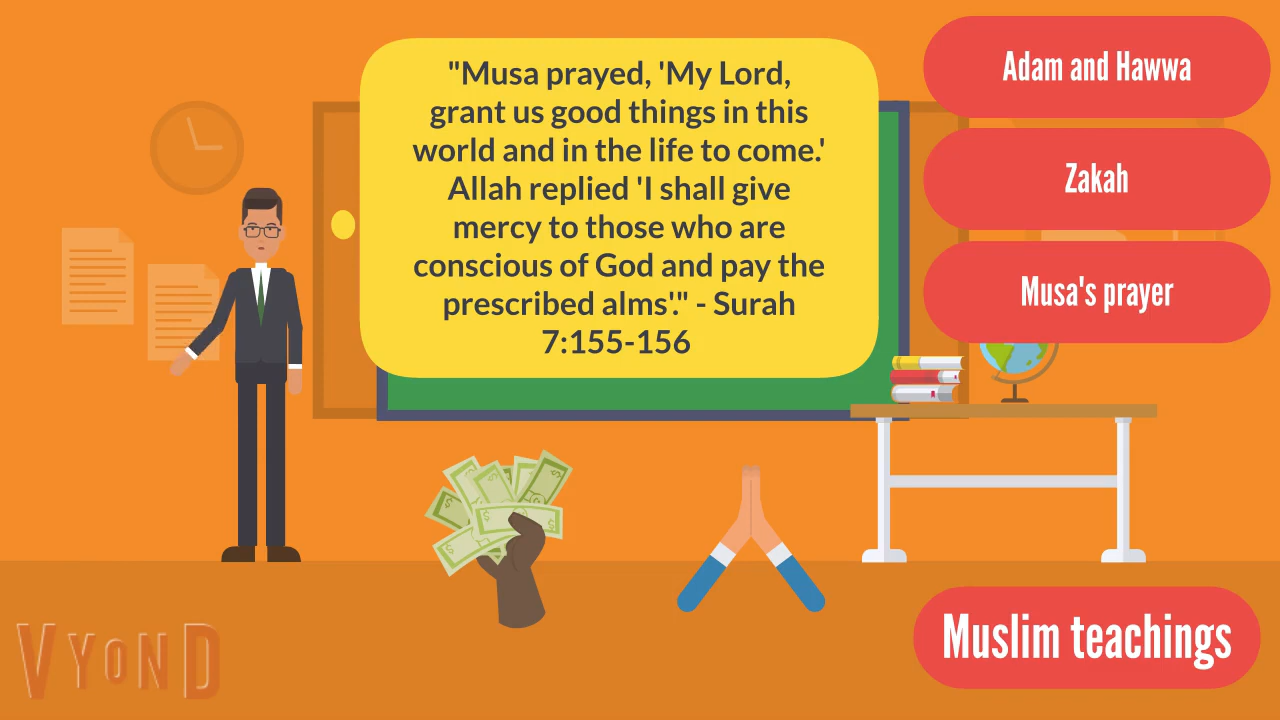 "Musa prayed, 'My Lord,
grant us good things in this
world and in the life to come.'
Allah replied 'I shall give
mercy to those who are
conscious of God and pay the
prescribed alms'." - Surah
7:155-156
Adam and Hawwa
Zakah
Musa's prayer
Muslim teachings
VYOND